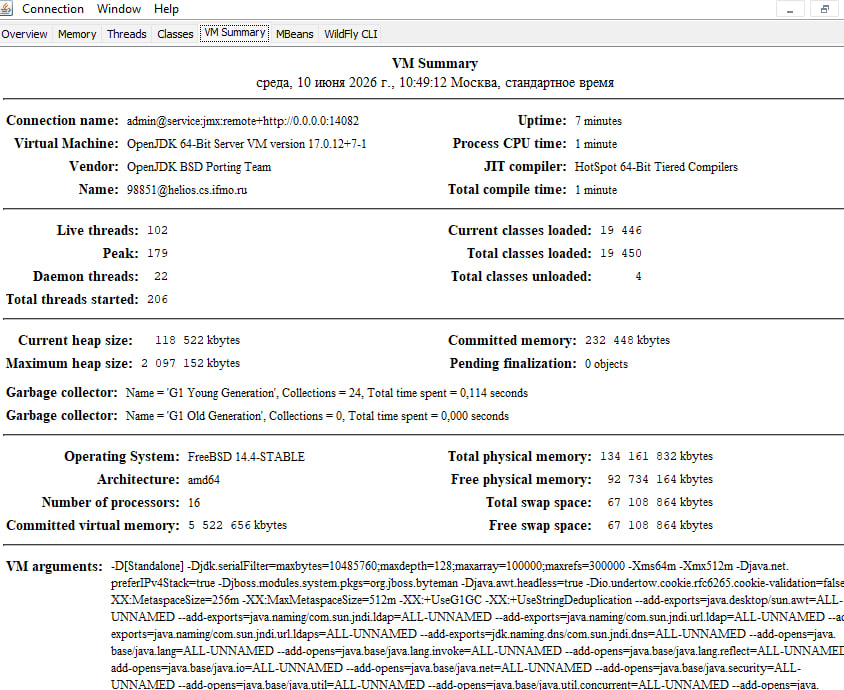 Connection Window Help
Overview Memory Threads Classes VM Summary MBeans WildFly CLI
VM Summary
среда, 10 июня 2026 г., 10:49:12 Москва, стандартное время
Connection name: admin@service:jmx:remote+http://0.0.0.0:14082 Uptime: 7 minutes
Virtual Machine: OpenJDK 64-Bit Server VM version 17.0.12+7-1 Process CPU time: 1 minute
Vendor: OpenJDK BSD Porting Team JIT compiler: HotSpot 64-Bit Tiered Compilers
Name: 98851@helios.cs.ifmo.ru Total compile time: 1 minute
Live threads: 102 Current classes loaded: 19 446
Peak: 179 Total classes loaded: 19 450
Daemon threads: 22 Total classes unloaded: 4
Total threads started: 206
Current heap size: 118 522 kbytes Committed memory: 232 448 kbytes
Maximum heap size: 2 097 152 kbytes Pending finalization: 0 objects
Garbage collector: Name = 'G1 Young Generation', Collections = 24, Total time spent = 0,114 seconds
Garbage collector: Name = 'G1 Old Generation', Collections = 0, Total time spent = 0,000 seconds
Operating System: FreeBSD 14.4-STABLE Total physical memory: 134 161 832 kbytes
Architecture: amd64 Free physical memory: 92 734 164 kbytes
Number of processors: 16 Total swap space: 67 108 864 kbytes
Committed virtual memory: 5 522 656 kbytes Free swap space: 67 108 864 kbytes
VM arguments: -D[Standalone] -Djdk.serialFilter=maxbytes=10485760;maxdepth=128;maxarray=100000;maxrefs=300000 -Xms64m -Xmx512m -Djava.net.
preferIPv4Stack=true -Djboss.modules.system.pkgs=org.jboss.byteman -Djava.awt.headless=true -Dio.undertow.cookie.rfc6265.cookie-validation=false
XX:MetaspaceSize=256m -XX:MaxMetaspaceSize=512m -XX:+UseG1GC -XX:+UseStringDeduplication --add-exports=java.desktop/sun.awt=ALL-
UNNAMED --add-exports=java.naming/com.sun.jndi.ldap=ALL-UNNAMED --add-exports=java.naming/com.sun.jndi.url.ldap=ALL-UNNAMED --add-
exports=java.naming/com.sun.jndi.url.ldaps=ALL-UNNAMED --add-exports=jdk.naming.dns/com.sun.jndi.dns=ALL-UNNAMED --add-opens=java.
base/java.lang=ALL-UNNAMED --add-opens=java.base/java.lang.invoke=ALL-UNNAMED --add-opens=java.base/java.lang.reflect=ALL-UNNAMED
add-opens=java.base/java.io=ALL-UNNAMED --add-opens=java.base/java.net=ALL-UNNAMED --add-opens=java.base/java.security=ALL-
UNNAMED --add-opens=java.base/java.util=ALL-UNNAMED --add-opens=java.base/java.util.concurrent=ALL-UNNAMED --add-opens=java.